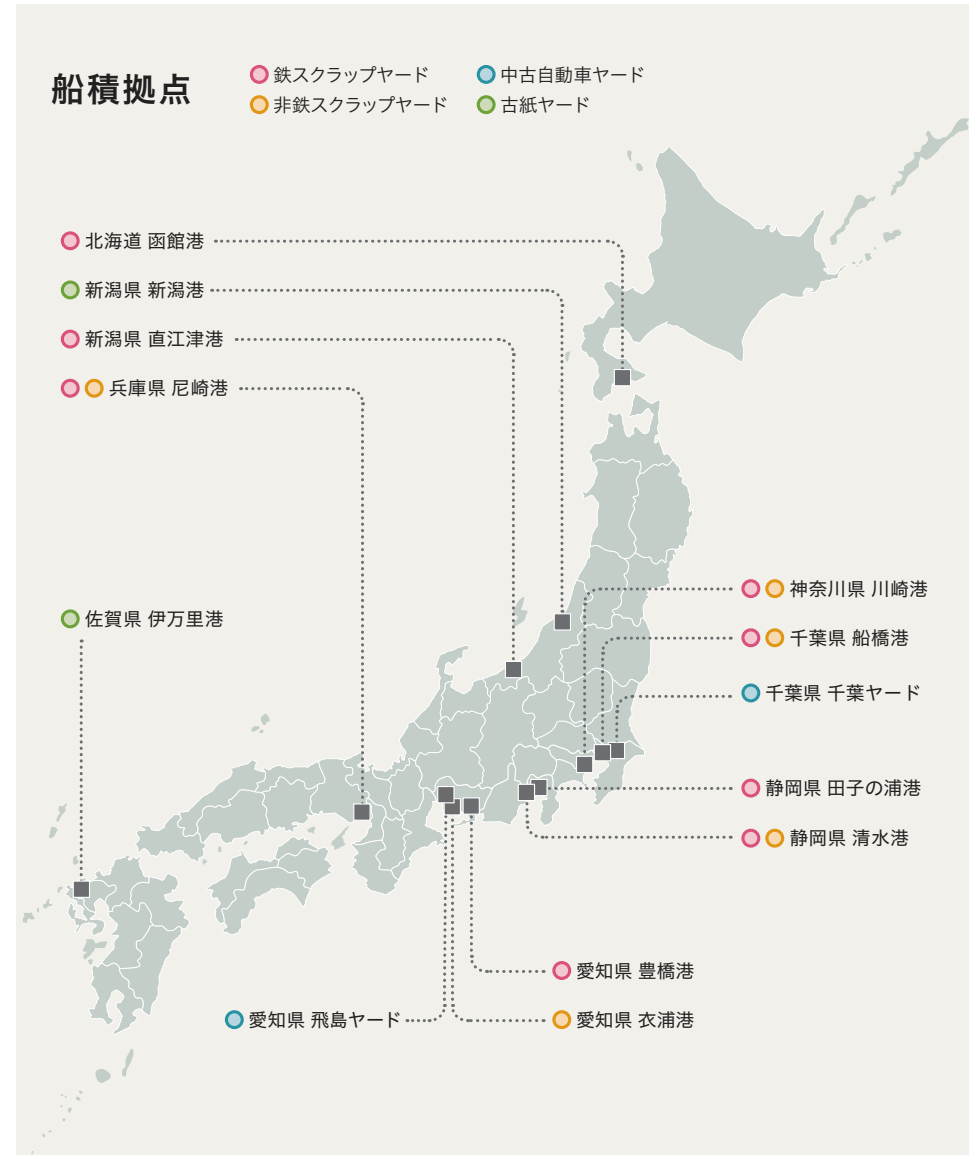 船積拠点
鉄スクラップヤード
中古自動車ヤード
非鉄スクラップヤード
古紙ヤード
北海道 函館港
新潟県 新潟港
新潟県 直江津港
兵庫県 尼崎港
神奈川県 川崎港
佐賀県 伊万里港
千葉県 船橋港
千葉県 千葉ヤード
静岡県 田子の浦港
静岡県 清水港
愛知県 豊橋港
愛知県 飛島ヤード
愛知県 衣浦港